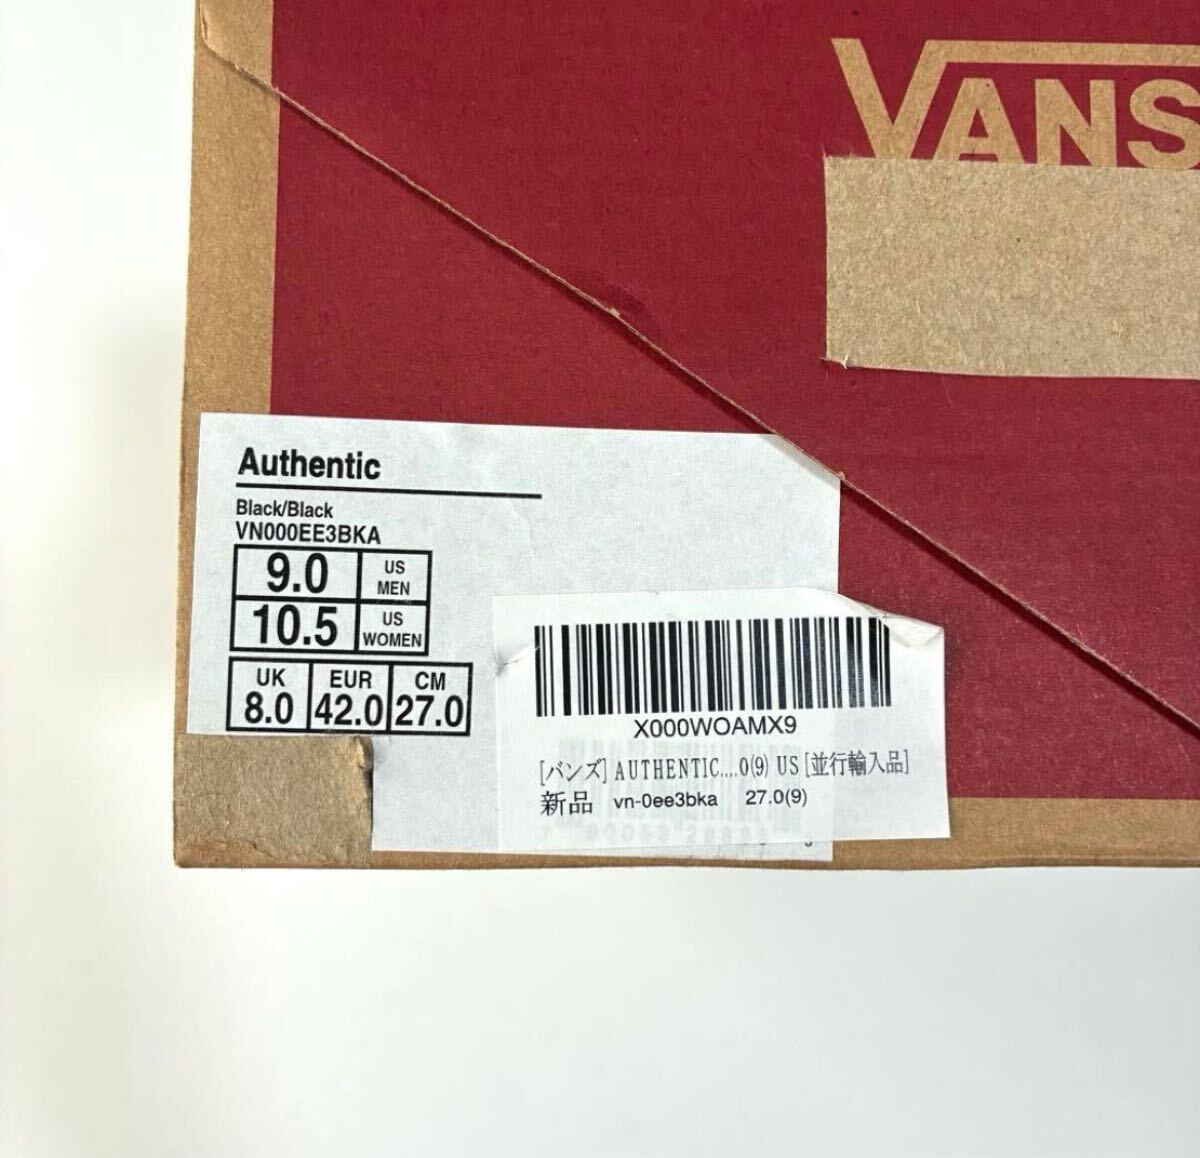 VANS
Authentic
Black/Black
VN000EE3BKA
9.0 US MEN
10.5 US WOMEN
UK EUR CM
8.0 42.0 27.0
X000WOAMX9
[バンズ] AUTHENTIC....0(9) US [並行輸入品]
新品 vn-0ee3bka 27.0(9)